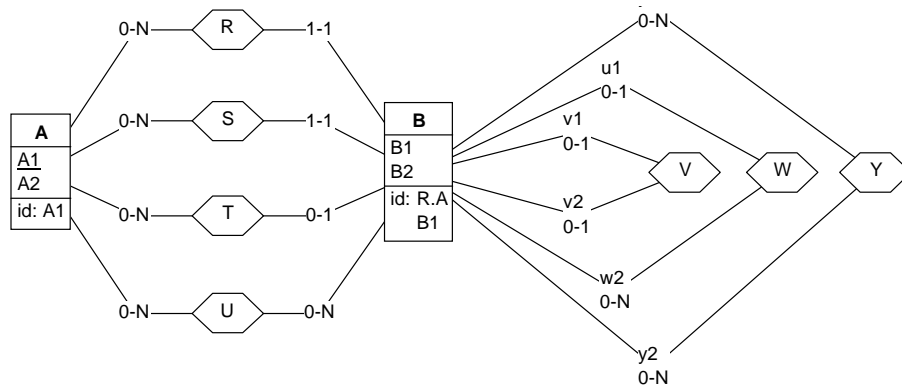 0-N
R
1-1
0-N
S
1-1
0-N
T
0-1
0-N
U
0-N
A
A1
A2
id: A1
B
B1
B2
id: R.A
B1
0-N
u1
0-1
v1
0-1
V
W
Y
v2
0-1
w2
0-N
y2
0-N